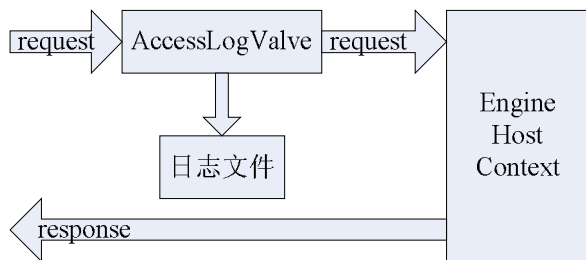 request
AccessLogValve
request
Engine
Host
Context
日志文件
response